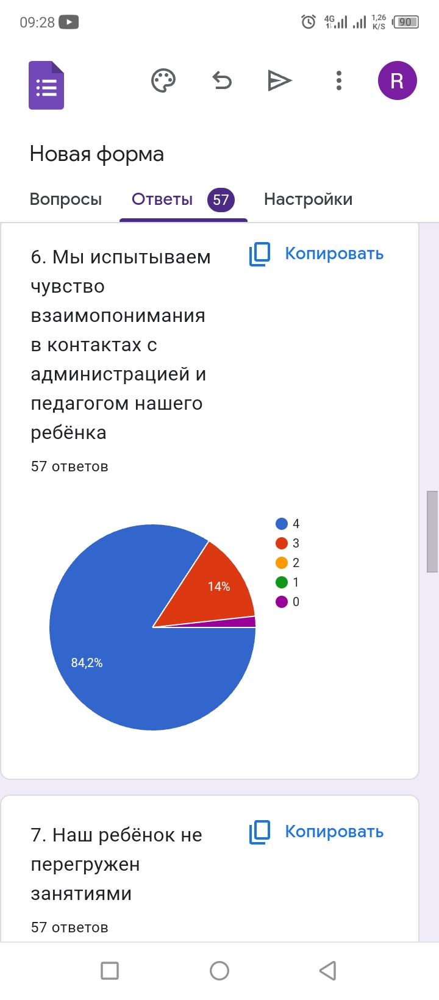 09:28
4G
1,26
K/S
90
R
Новая форма
Вопросы Ответы 57 Настройки
6. Мы испытываем
чувство
взаимопонимания
в контактах с
администрацией и
педагогом нашего
ребёнка
Копировать
57 ответов
4
3
2
1
0
14%
84,2%
7. Наш ребёнок не
перегружен
занятиями
Копировать
57 ответов